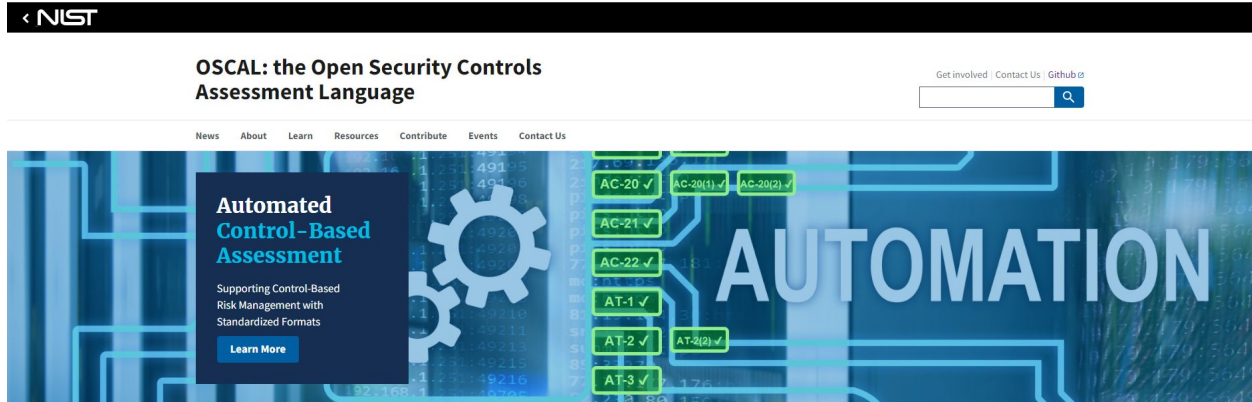 NIST
OSCAL: the Open Security Controls
Assessment Language
Get involved | Contact Us | Github
News About Learn Resources Contribute Events Contact Us
Automated
Control-Based
Assessment
Supporting Control-Based
Risk Management with
Standardized Formats
Learn More
AC-20 ✓ AC-20(1) ✓ AC-20(2) ✓
AC-21 ✓
AC-22 ✓
AT-1 ✓
AT-2 ✓ AT-2(2) ✓
AT-3 ✓
AUTOMATION